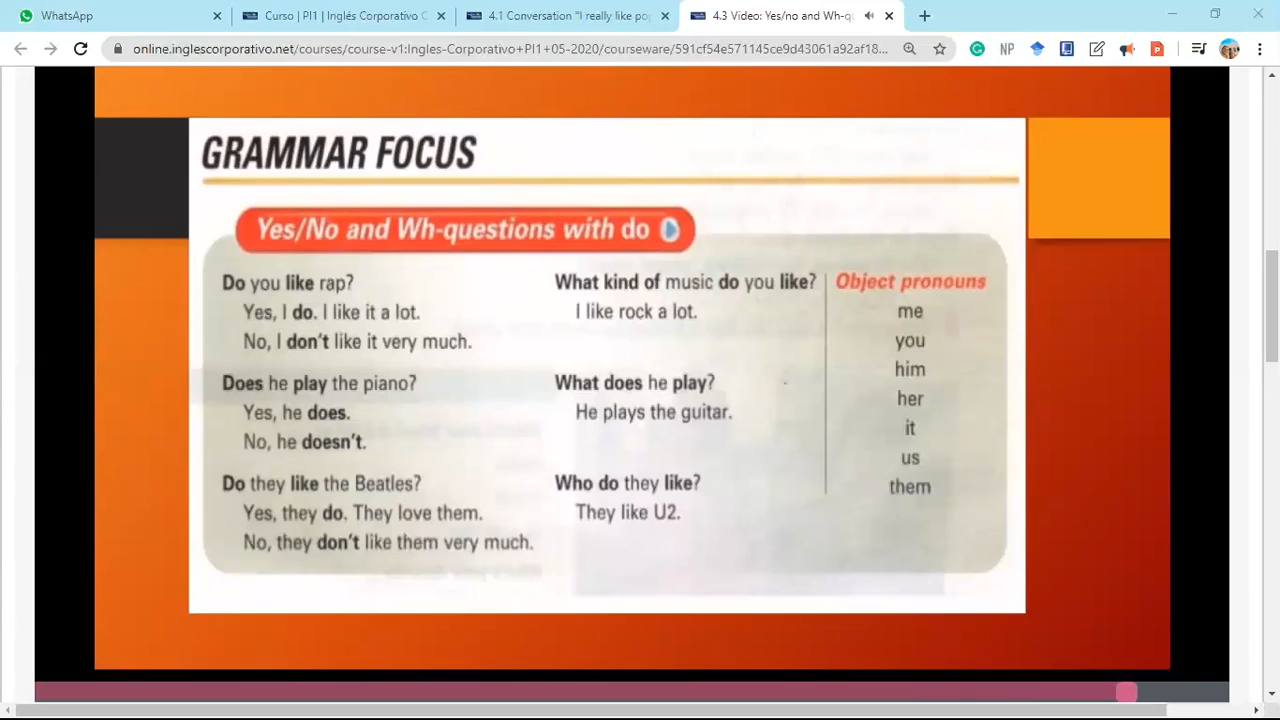 WhatsApp
Curso | PI1 | Inglés Corporativo G
4.1 Conversation "I really like po
4.3 Video: Yes/no and Wh-qu
online.inglescorporativo.net/courses/course-v1:Ingles-Corporativo+PI1+05-2020/courseware/591cf54e571145ce9d43061a92af18...
NP
GRAMMAR FOCUS
Yes/No and Wh-questions with do
Do you like rap?
Yes, I do. I like it a lot.
No, I don't like it very much.
Does he play the piano?
Yes, he does.
No, he doesn't.
Do they like the Beatles?
Yes, they do. They love them.
No, they don't like them very much.
What kind of music do you like?
I like rock a lot.
What does he play?
He plays the guitar.
Who do they like?
They like U2.
Object pronouns
me
you
him
her
it
us
them